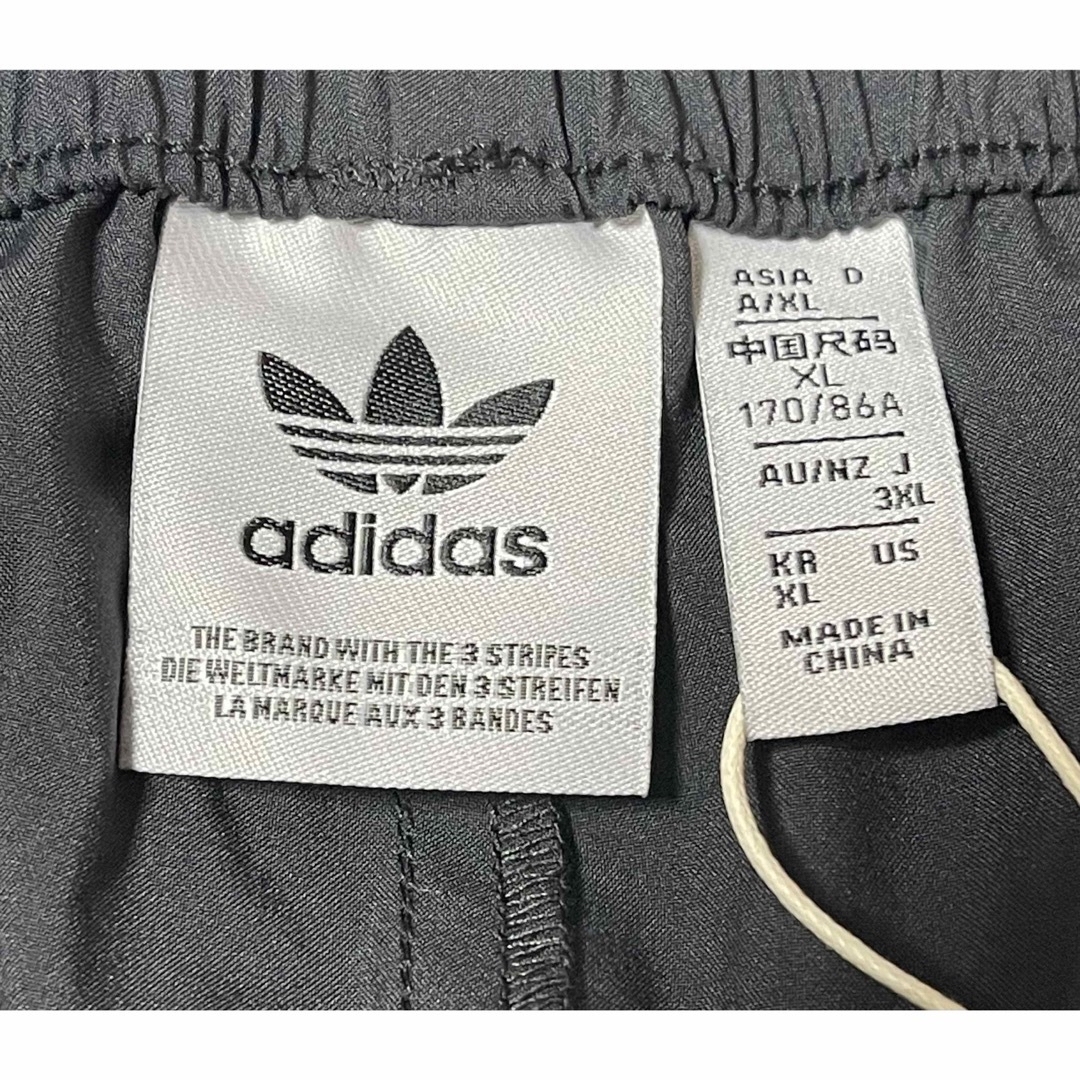 adidas
THE BRAND WITH THE 3 STRIPES
DIE WELTMARKE MIT DEN 3 STREIFEN
LA MARQUE AUX 3 BANDES
ASIA D
A/XL
中国尺码
XL
170/86A
AU/NZ J
3XL
KR US
XL
MADE IN
CHINA